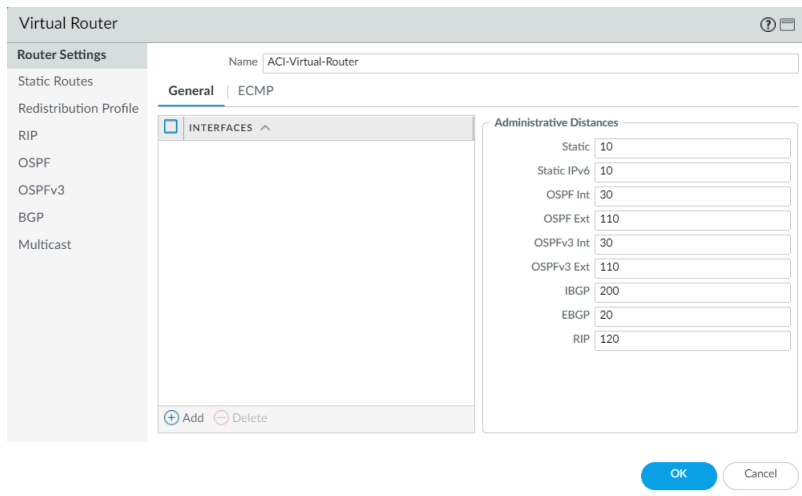 Virtual Router
Router Settings
Static Routes
Redistribution Profile
RIP
OSPF
OSPFv3
BGP
Multicast
Name ACI-Virtual-Router
General ECMP
INTERFACES
Add Delete
Administrative Distances
Static 10
Static IPv6 10
OSPF Int 30
OSPF Ext 110
OSPFv3 Int 30
OSPFv3 Ext 110
IBGP 200
EBGP 20
RIP 120
OK Cancel